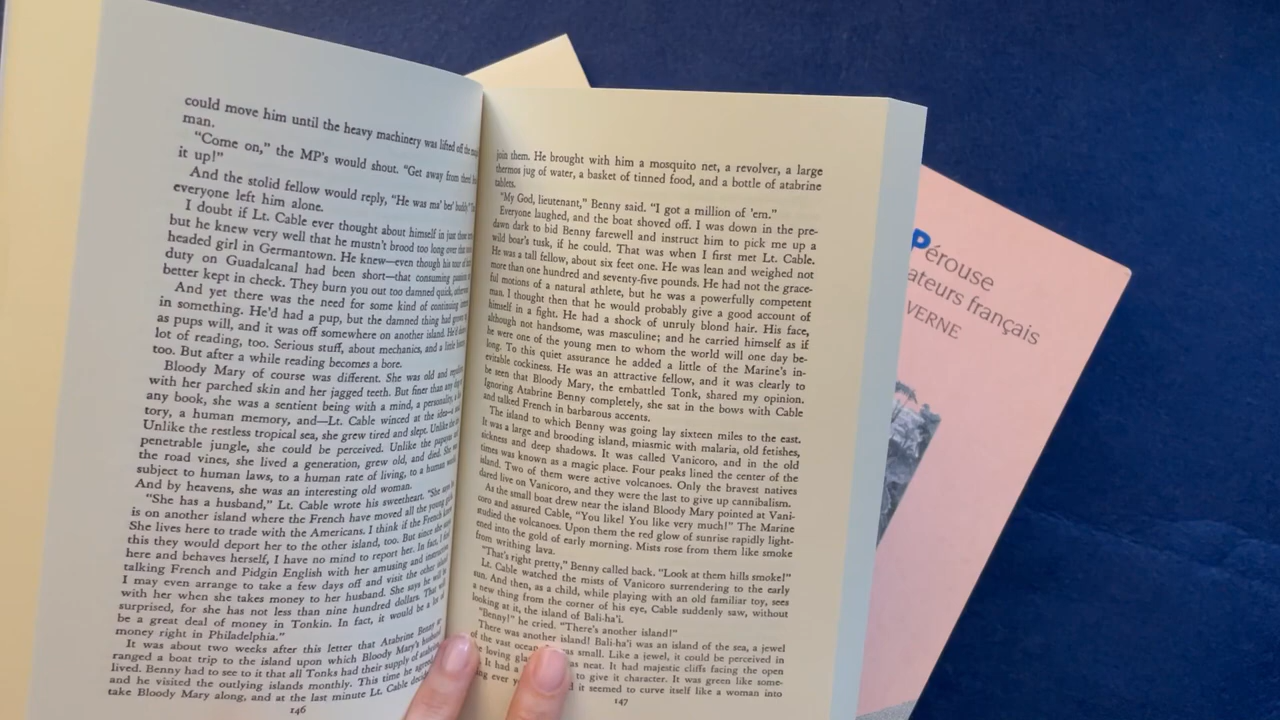 could move him until the heavy machinery was lifted off the
man.
"Come on," the MP's would shout. "Get away from
it up!"
And the stolid fellow would reply, "He was ma' bes' buddy."
everyone left him alone.
I doubt if Lt. Cable ever thought about himself in just
but he knew very well that he mustn't brood too long over
headed girl in Germantown. He knew—even though his tour of
duty on Guadalcanal had been short—that consuming
better kept in check. They burn you out too damned quick,
And yet there was the need for some kind of continuing
in something. He'd had a pup, but the damned thing had
as pups will, and it was off somewhere on another island. He'd
lot of reading, too. Serious stuff, about mechanics, and a little
too. But after a while reading becomes a bore.
Bloody Mary of course was different. She was old and
with her parched skin and her jagged teeth. But finer than any
any book, she was a sentient being with a mind, a personality, a
tory, a human memory, and—Lt. Cable winced at the idea—a
Unlike the restless tropical sea, she grew tired and slept. Unlike the
penetrable jungle, she could be perceived. Unlike the
the road vines, she lived a generation, grew old, and died. She
subject to human laws, to a human rate of living, to a human
And by heavens, she was an interesting old woman.
"She has a husband," Lt. Cable wrote his sweetheart. "She says
is on another island where the French have moved all the young
She lives here to trade with the Americans. I think if the French
this they would deport her to the other island, too. But since she
here and behaves herself, I have no mind to report her. In fact, I
talking French and Pidgin English with her amusing and
I may even arrange to take a few days off and visit the other
with her when she takes money to her husband. She says he will be
surprised, for she has not less than nine hundred dollars. That
be a great deal of money in Tonkin. In fact, it would be a lot of
money right in Philadelphia."
It was about two weeks after this letter that Atabrine Benny
ranged a boat trip to the island upon which Bloody Mary's
lived. Benny had to see to it that all Tonks had their supply of
and he visited the outlying islands monthly. This time he agreed
take Bloody Mary along, and at the last minute Lt. Cable
146
join them. He brought with him a mosquito net, a revolver, a large
thermos jug of water, a basket of tinned food, and a bottle of atabrine
tablets.
"My God, lieutenant," Benny said. "I got a million of 'em."
Everyone laughed, and the boat shoved off. I was down in the pre-
dawn dark to bid Benny farewell and instruct him to pick me up a
wild boar's tusk, if he could. That was when I first met Lt. Cable.
He was a tall fellow, about six feet one. He was lean and weighed not
more than one hundred and seventy-five pounds. He had not the grace-
ful motions of a natural athlete, but he was a powerfully competent
man. I thought then that he would probably give a good account of
himself in a fight. He had a shock of unruly blond hair. His face,
although not handsome, was masculine; and he carried himself as if
he were one of the young men to whom the world will one day be-
long. To this quiet assurance he added a little of the Marine's in-
evitable cockiness. He was an attractive fellow, and it was clearly to
be seen that Bloody Mary, the embattled Tonk, shared my opinion.
Ignoring Atabrine Benny completely, she sat in the bows with Cable
and talked French in barbarous accents.
The island to which Benny was going lay sixteen miles to the east.
It was a large and brooding island, miasmic with malaria, old fetishes,
sickness and deep shadows. It was called Vanicoro, and in the old
times was known as a magic place. Four peaks lined the center of the
island. Two of them were active volcanoes. Only the bravest natives
dared live on Vanicoro, and they were the last to give up cannibalism.
As the small boat drew near the island Bloody Mary pointed at Vani-
coro and assured Cable, "You like! You like very much!" The Marine
studied the volcanoes. Upon them the red glow of sunrise rapidly light-
ened into the gold of early morning. Mists rose from them like smoke
from writhing lava.
"That's right pretty," Benny called back. "Look at them hills smoke!"
Lt. Cable watched the mists of Vanicoro surrendering to the early
sun. And then, as a child, while playing with an old familiar toy, sees
a new thing from the corner of his eye, Cable suddenly saw, without
looking at it, the island of Bali-ha'i.
"Benny!" he cried. "There's another island!"
There was another island! Bali-ha'i was an island of the sea, a jewel
of the vast ocean as small. Like a jewel, it could be perceived in
loving as neat. It had majestic cliffs facing the open
It had a to give it character. It was green like some-
ing ever it seemed to curve itself like a woman into
147
Pérouse
ateurs français
VERNE